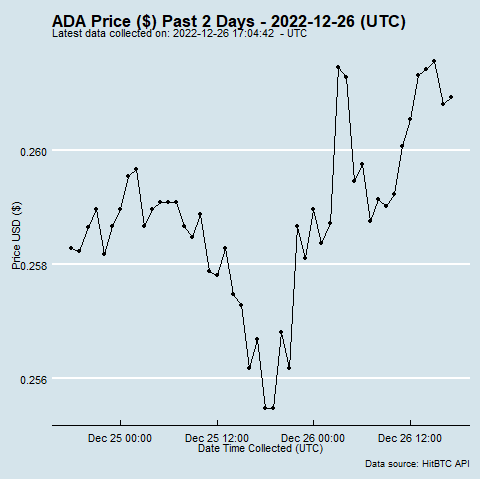 ADA Price ($) Past 2 Days - 2022-12-26 (UTC)
Latest data collected on: 2022-12-26 17:04:42 - UTC
0.260
0.258
0.256
Price USD ($)
Dec 25 00:00 Dec 25 12:00 Dec 26 00:00 Dec 26 12:00
Date Time Collected (UTC)
Data source: HitBTC API